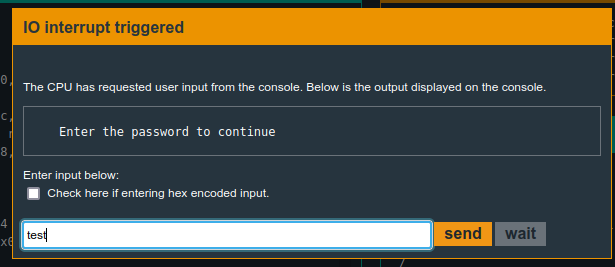 IO interrupt triggered
The CPU has requested user input from the console. Below is the output displayed on the console.
Enter the password to continue
Enter input below:
Check here if entering hex encoded input.
test
send
wait